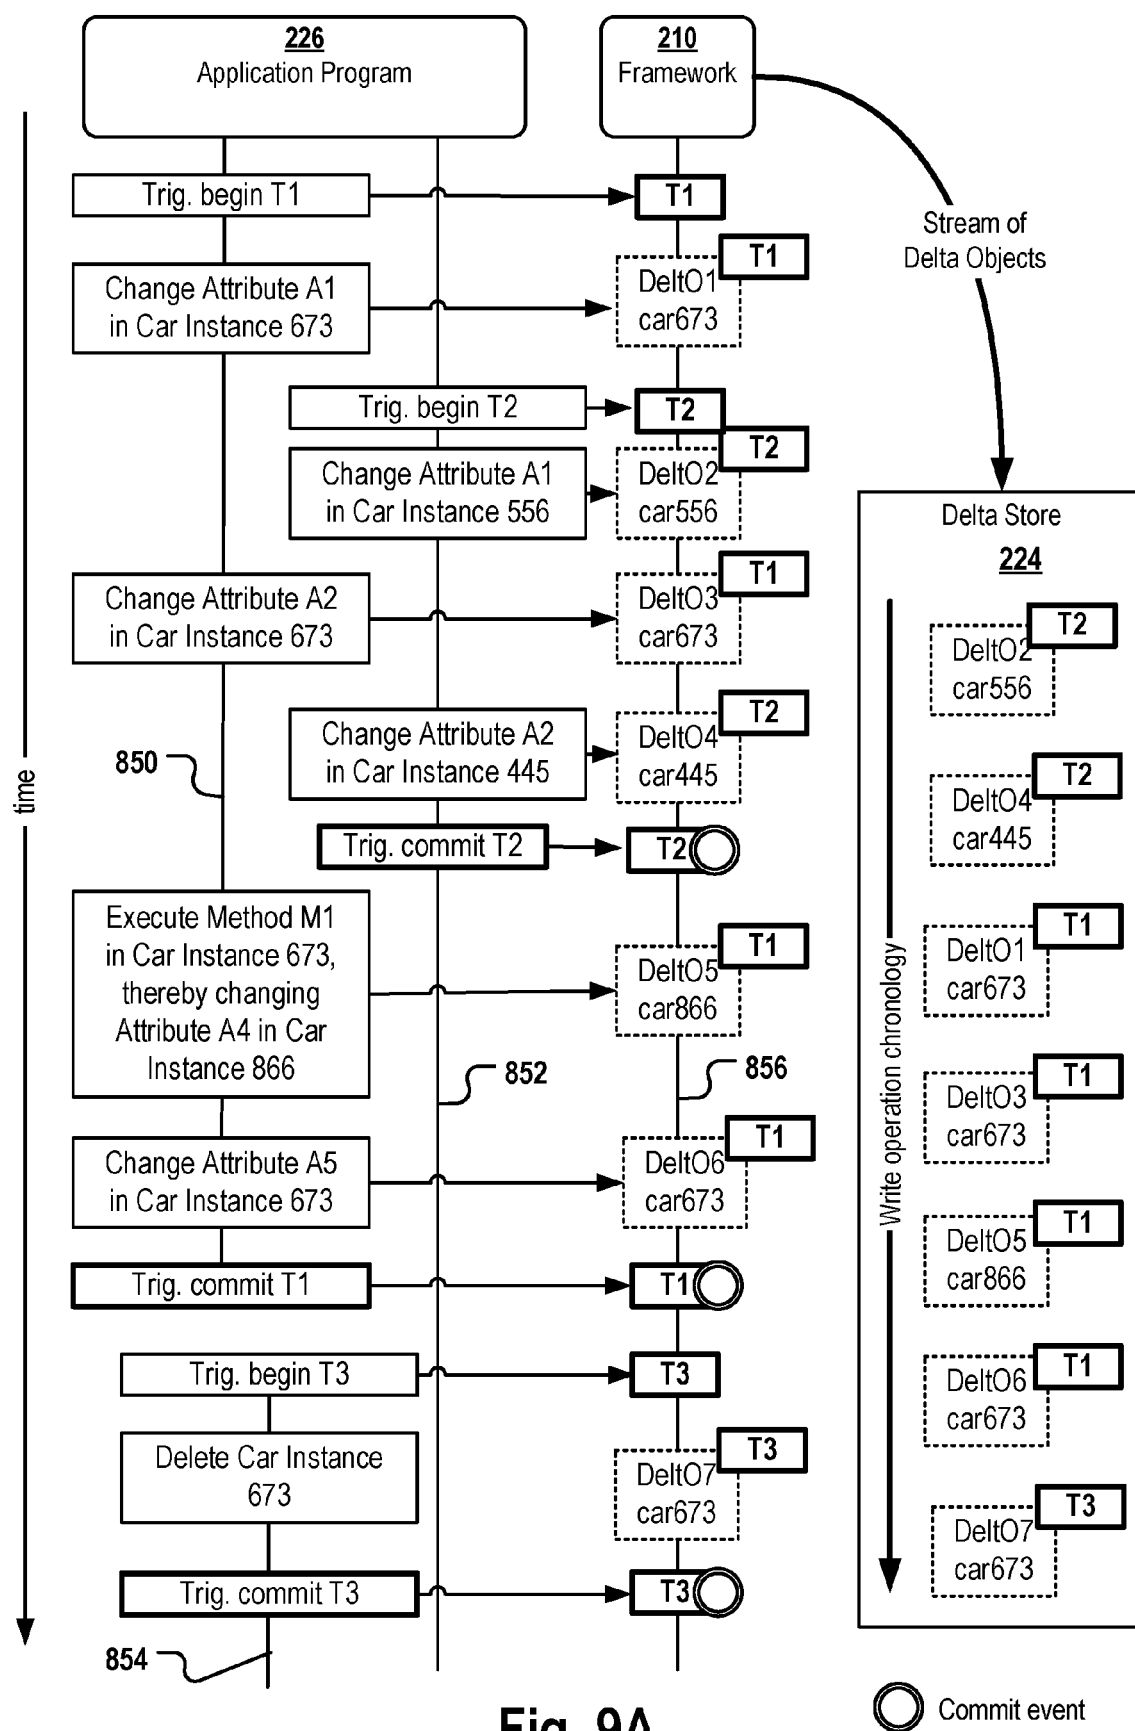 226
Application Program
210
Framework
Trig. begin T1
T1
Stream of
Delta Objects
Change Attribute A1
in Car Instance 673
T1
DeltO1
car673
Trig. begin T2
T2
Change Attribute A1
in Car Instance 556
T2
DeltO2
car556
Change Attribute A2
in Car Instance 673
T1
DeltO3
car673
Change Attribute A2
in Car Instance 445
T2
DeltO4
car445
850
time
Trig. commit T2
T2
Execute Method M1
in Car Instance 673,
thereby changing
Attribute A4 in Car
Instance 866
T1
DeltO5
car866
852
856
Change Attribute A5
in Car Instance 673
T1
DeltO6
car673
Trig. commit T1
T1
Trig. begin T3
T3
Delete Car Instance
673
T3
DeltO7
car673
Trig. commit T3
T3
854
Delta Store
224
Write operation chronology
T2
DeltO2
car556
T2
DeltO4
car445
T1
DeltO1
car673
T1
DeltO3
car673
T1
DeltO5
car866
T1
DeltO6
car673
T3
DeltO7
car673
Commit event
Fig. 9A